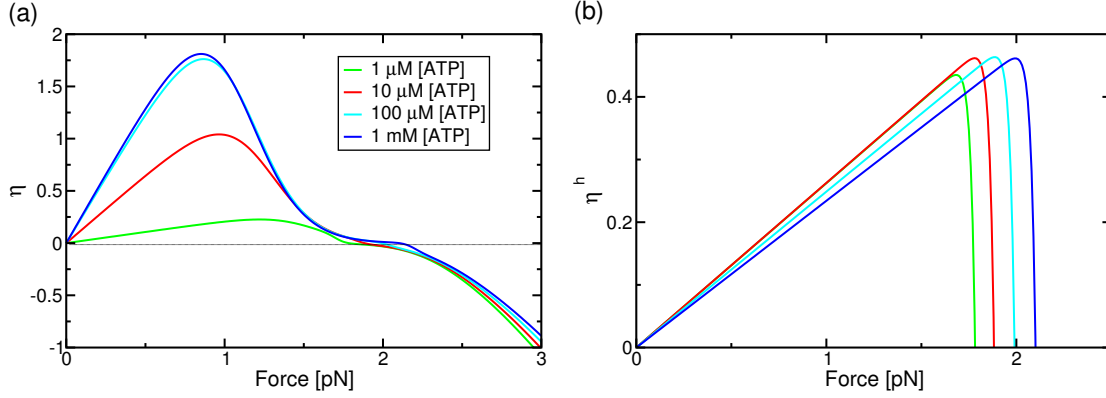 (a)
2
1.5
1
0.5
0
-0.5
-1
η
0
1
2
3
Force [pN]
1 μM [ATP]
10 μM [ATP]
100 μM [ATP]
1 mM [ATP]
(b)
0.4
0.2
0
η h
0
1
2
Force [pN]